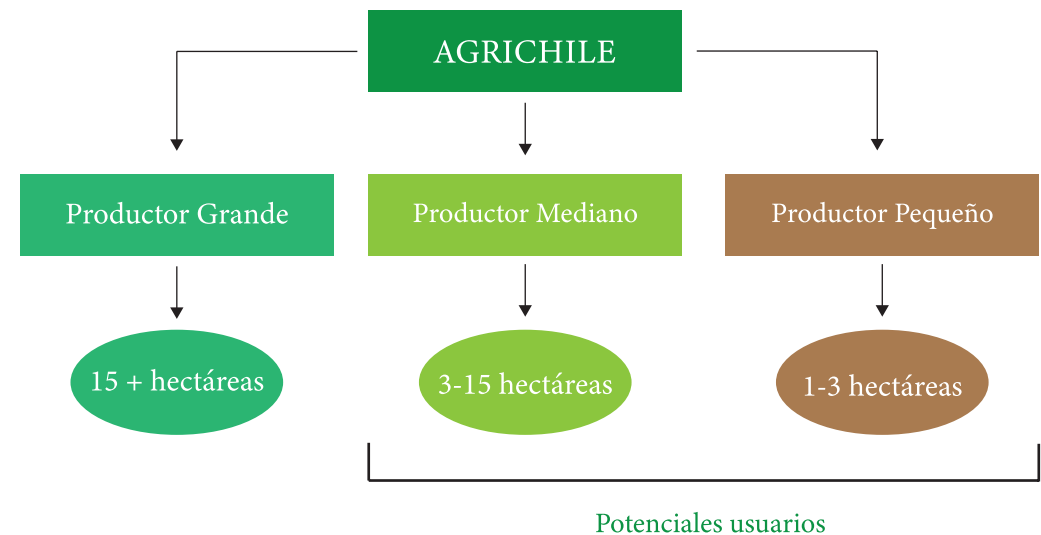 AGRICHILE
Productor Grande
Productor Mediano
Productor Pequeño
15 + hectáreas
3-15 hectáreas
1-3 hectáreas
Potenciales usuarios